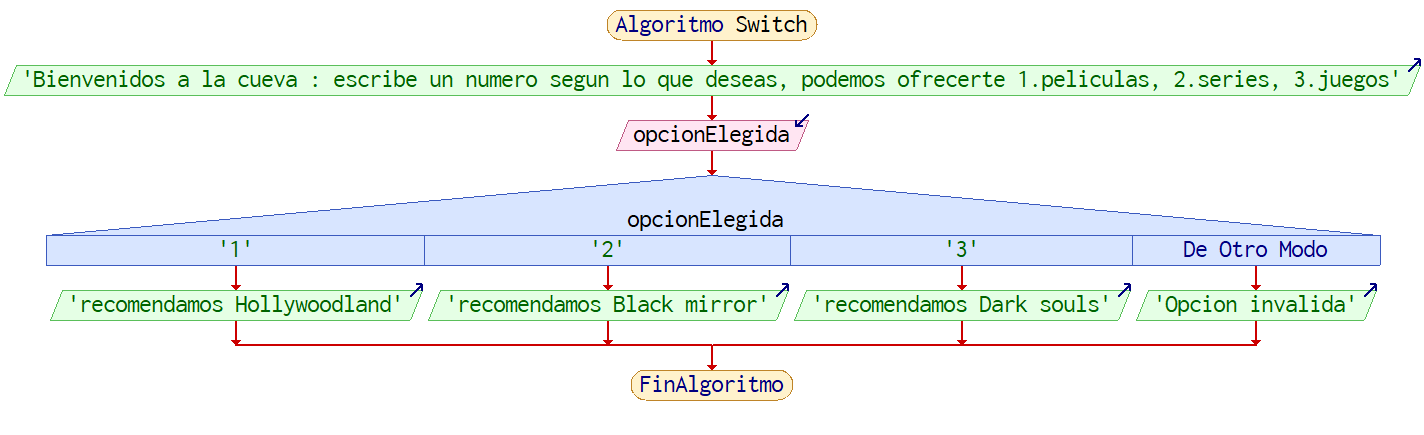 Algoritmo Switch
'Bienvenidos a la cueva : escribe un numero segun lo que deseas, podemos ofrecerte 1.peliculas, 2.series, 3.juegos'
opcionElegida
opcionElegida
'1' '2' '3' De Otro Modo
'recomendamos Hollywoodland' 'recomendamos Black mirror' 'recomendamos Dark souls' 'Opcion invalida'
FinAlgoritmo